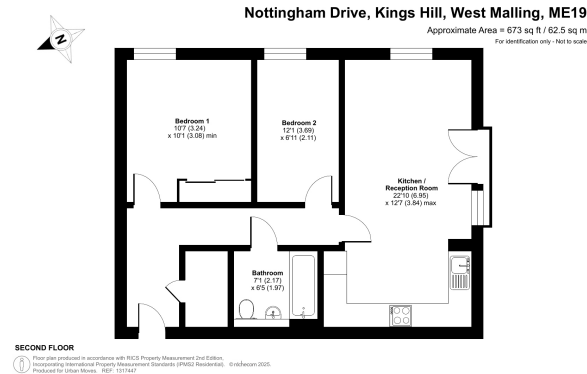 Nottingham Drive, Kings Hill, West Malling, ME19
Approximate Area = 673 sq ft / 62.5 sq m
For identification only - Not to scale
N
Bedroom 1
10'7 (3.24)
x 10'1 (3.08) min
Bedroom 2
12'1 (3.69)
x 6'11 (2.11)
Kitchen /
Reception Room
22'10 (6.95)
x 12'7 (3.84) max
Bathroom
7'1 (2.17)
x 6'5 (1.97)
SECOND FLOOR
Floor plan produced in accordance with RICS Property Measurement 2nd Edition,
Incorporating International Property Measurement Standards (IPMS2 Residential). © nichecom 2025.
Produced for Urban Moves. REF: 1317447